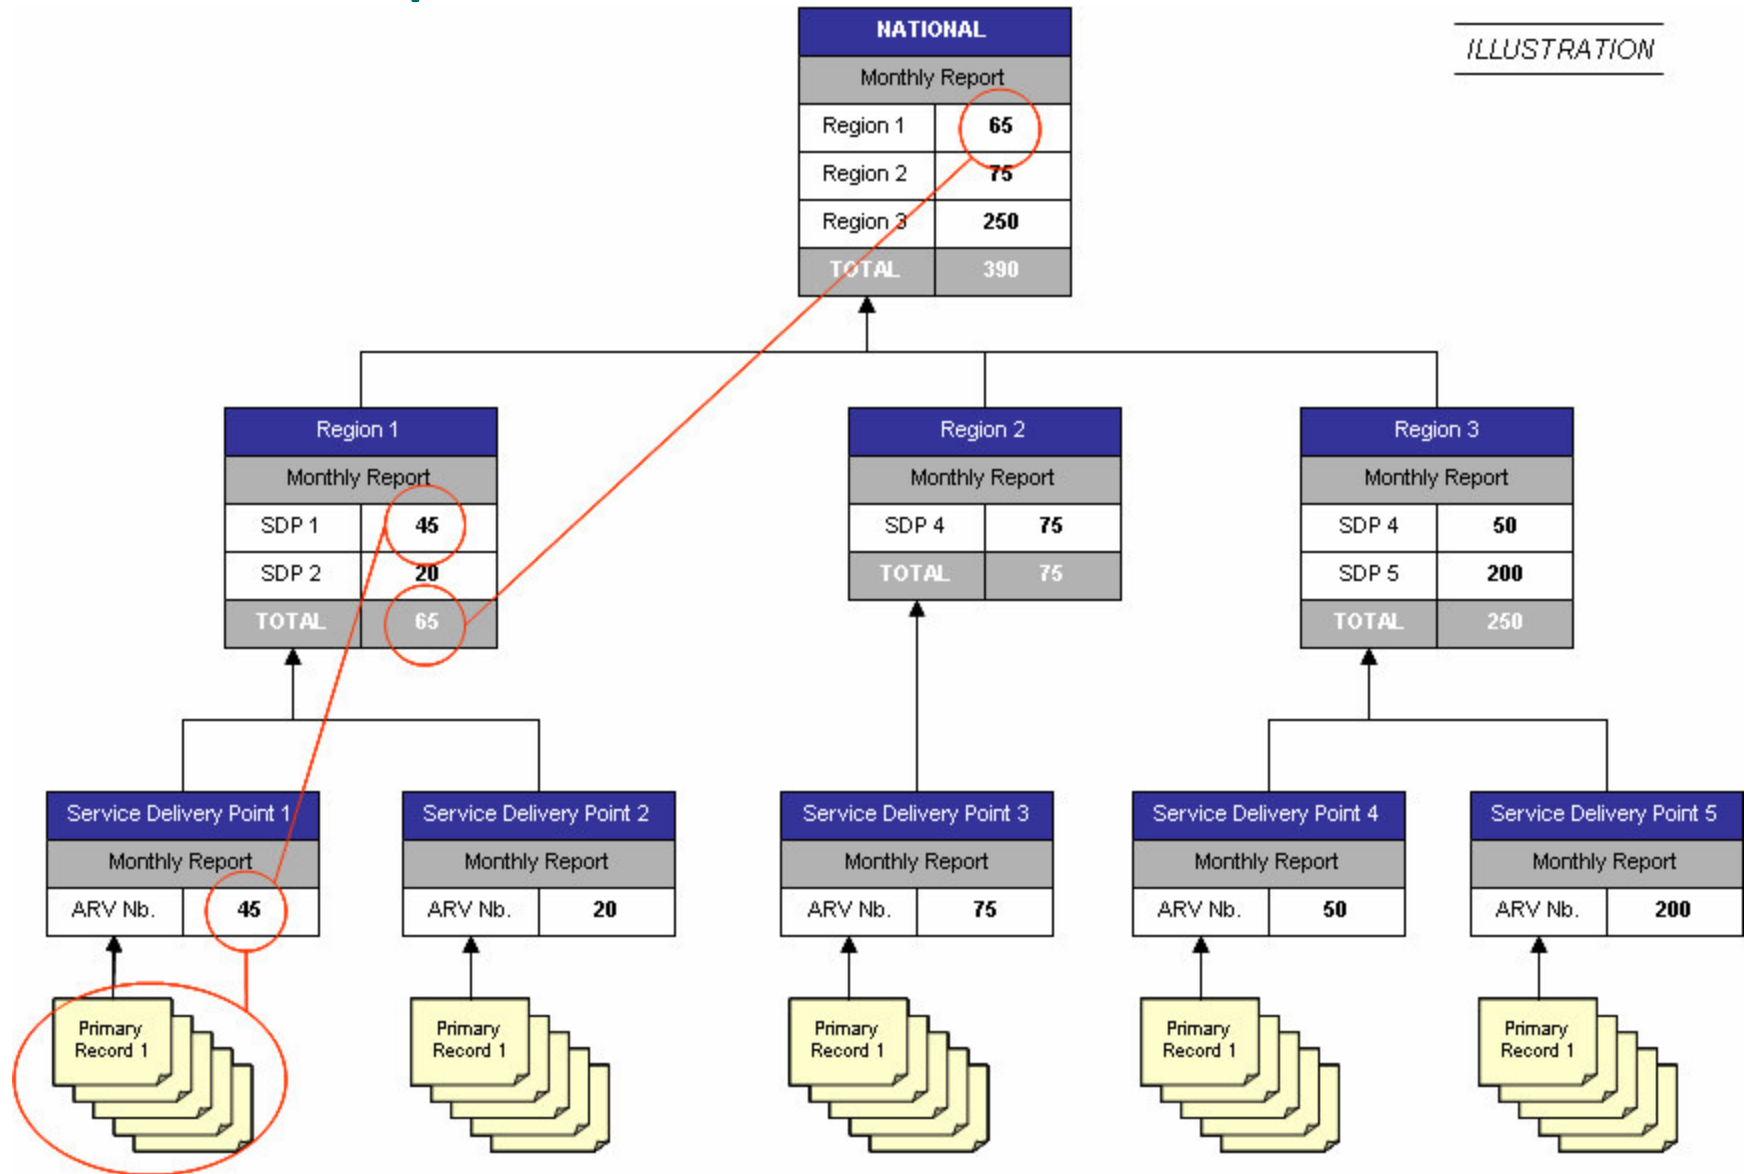 NATIONAL
ILLUSTRATION
Monthly Report
Region 1 65
Region 2 75
Region 3 250
TOTAL 390
Region 1
Monthly Report
SDP 1 45
SDP 2 20
TOTAL 65
Region 2
Monthly Report
SDP 4 75
TOTAL 75
Region 3
Monthly Report
SDP 4 50
SDP 5 200
TOTAL 250
Service Delivery Point 1
Monthly Report
ARV Nb. 45
Service Delivery Point 2
Monthly Report
ARV Nb. 20
Service Delivery Point 3
Monthly Report
ARV Nb. 75
Service Delivery Point 4
Monthly Report
ARV Nb. 50
Service Delivery Point 5
Monthly Report
ARV Nb. 200
Primary
Record 1
Primary
Record 1
Primary
Record 1
Primary
Record 1
Primary
Record 1